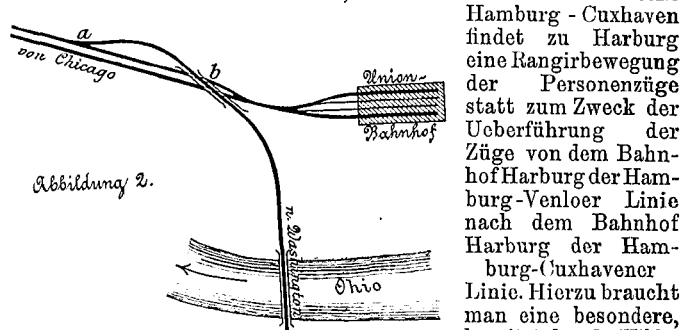 a
von Chicago
b
Union-
Bahnhof
Abbildung 2.
n. Washington
Ohio
Hamburg - Cuxhaven
findet zu Harburg
eine Rangirbewegung
der Personenzüge
statt zum Zweck der
Ueberführung der
Züge von dem Bahn-
hof Harburg der Ham-
burg-Venloer Linie
nach dem Bahnhof
Harburg der Ham-
burg-Cuxhavener
Linie. Hierzu braucht
man eine besondere,